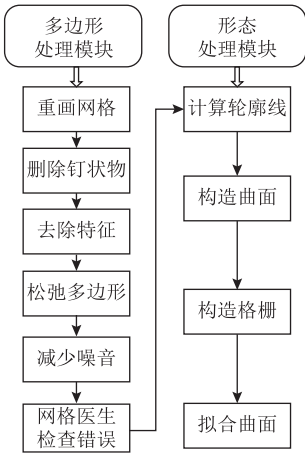 多边形
处理模块
重画网格
删除钉状物
去除特征
松弛多边形
减少噪音
网格医生
检查错误
形态
处理模块
计算轮廓线
构造曲面
构造格栅
拟合曲面